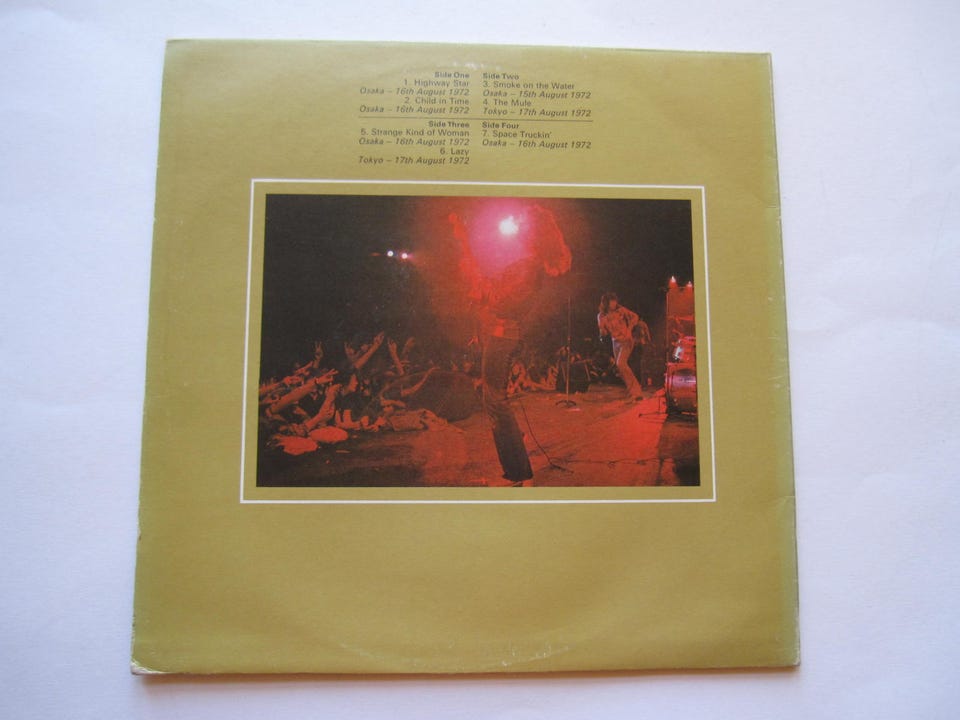 Side One
1. Highway Star
Osaka – 16th August 1972
2. Child in Time
Osaka – 16th August 1972
Side Two
3. Smoke on the Water
Osaka – 15th August 1972
4. The Mule
Tokyo – 17th August 1972
Side Three
5. Strange Kind of Woman
Osaka – 16th August 1972
6. Lazy
Tokyo – 17th August 1972
Side Four
7. Space Truckin'
Osaka – 16th August 1972